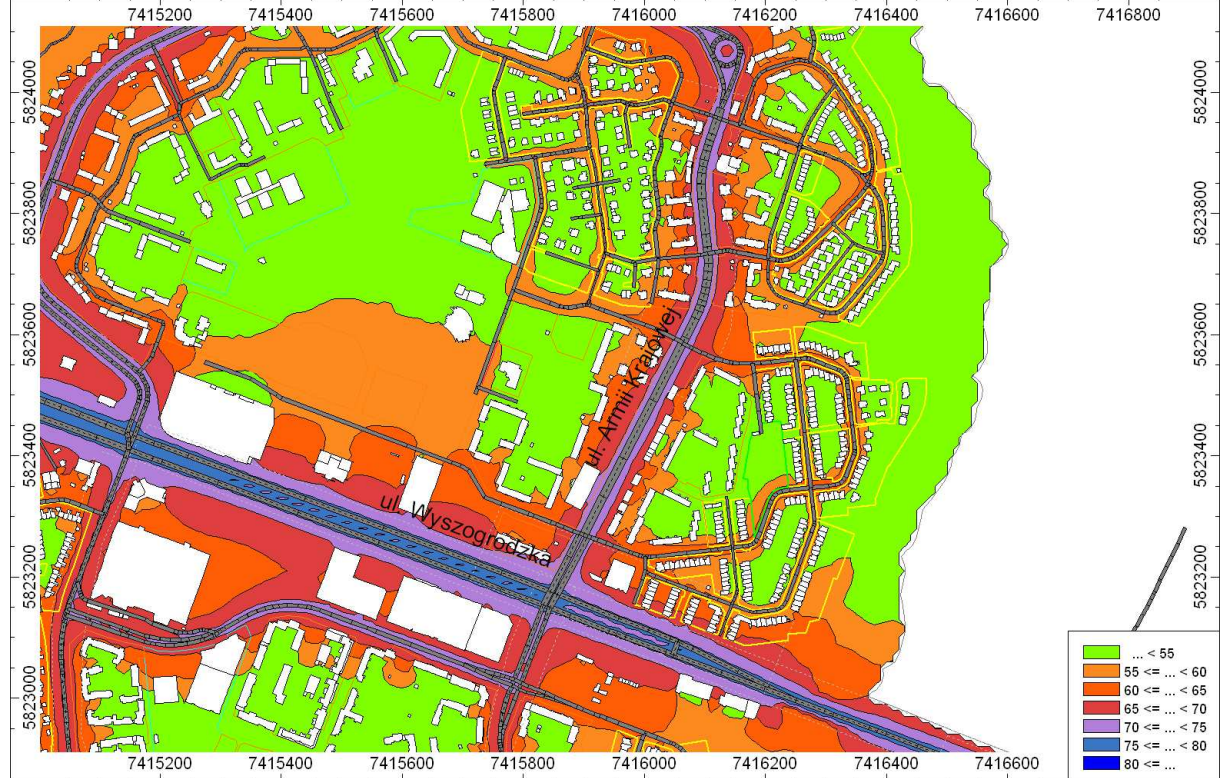 7415200 7415400 7415600 7415800 7416000 7416200 7416400 7416600 7416800
5824000 5824000
5823800 5823800
5823600 5823600
5823400 5823400
5823200 5823200
5823000
ul. Armii Krajowej
ul. Wyszogrodzka
... < 55
55 <= ... < 60
60 <= ... < 65
65 <= ... < 70
70 <= ... < 75
75 <= ... < 80
80 <= ...
7415200 7415400 7415600 7415800 7416000 7416200 7416400 7416600 7416800